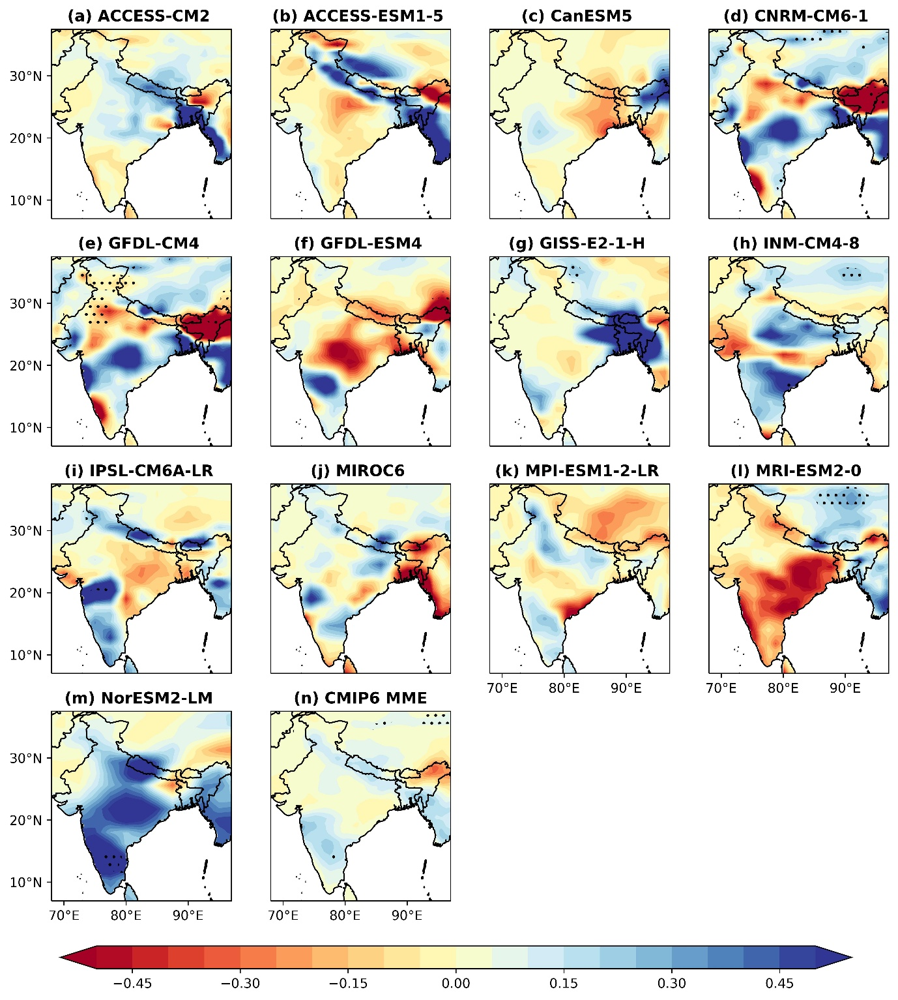 (a) ACCESS-CM2 (b) ACCESS-ESM1-5 (c) CanESM5 (d) CNRM-CM6-1
30°N
20°N
10°N
(e) GFDL-CM4 (f) GFDL-ESM4 (g) GISS-E2-1-H (h) INM-CM4-8
30°N
20°N
10°N
(i) IPSL-CM6A-LR (j) MIROC6 (k) MPI-ESM1-2-LR (l) MRI-ESM2-0
30°N
20°N
10°N
70°E 80°E 90°E 70°E 80°E 90°E
(m) NorESM2-LM (n) CMIP6 MME
30°N
20°N
10°N
70°E 80°E 90°E 70°E 80°E 90°E
−0.45 −0.30 −0.15 0.00 0.15 0.30 0.45